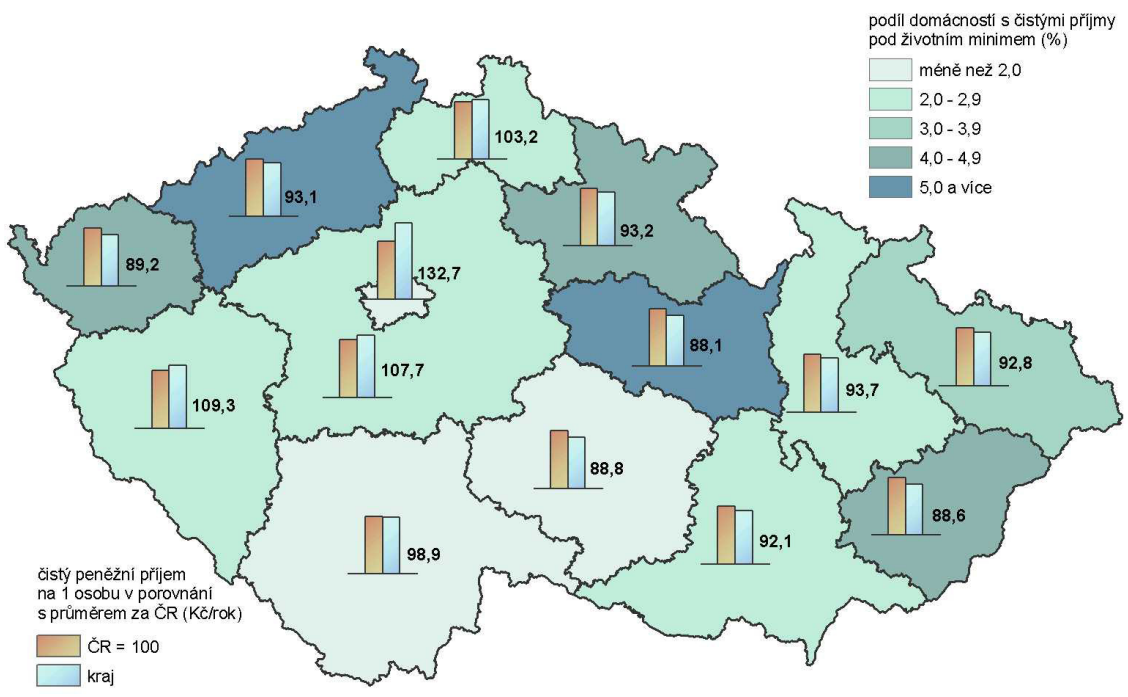 podíl domácností s čistými příjmy
pod životním minimem (%)
méně než 2,0
2,0 - 2,9
3,0 - 3,9
4,0 - 4,9
5,0 a více
103,2
93,1
93,2
89,2
132,7
88,1
107,7
92,8
93,7
109,3
88,8
88,6
92,1
98,9
čistý peněžní příjem
na 1 osobu v porovnání
s průměrem za ČR (Kč/rok)
ČR = 100
kraj